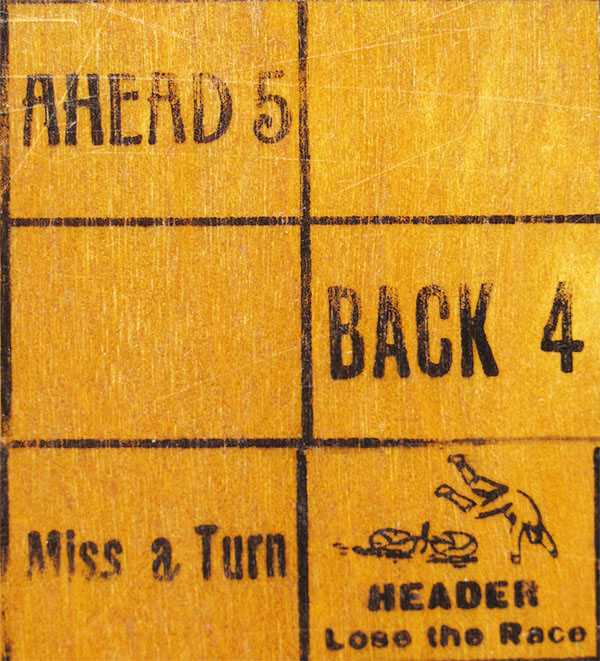 AHEAD 5
BACK 4
Miss a Turn
HEADER
Lose the Race